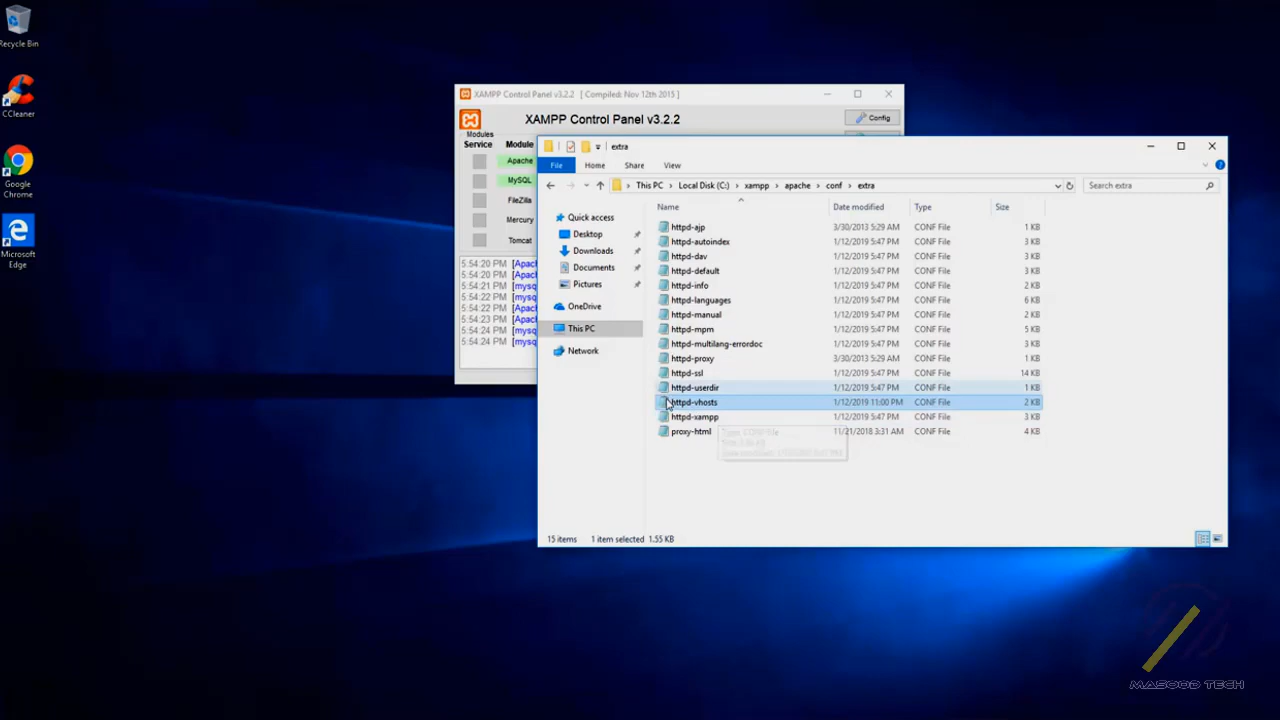 Recycle Bin
CCleaner
Google
Chrome
Microsoft
Edge
XAMPP Control Panel v3.2.2 [ Compiled: Nov 12th 2015 ]
XAMPP Control Panel v3.2.2
Config
Modules
Service Module
Apache
MySQL
FileZilla
Mercury
Tomcat
5:54:20 PM [Apach
5:54:20 PM [Apach
5:54:21 PM [mysq
5:54:22 PM [mysq
5:54:22 PM [Apach
5:54:23 PM [Apach
5:54:24 PM [mysq
5:54:24 PM [mysq
extra
File Home Share View
This PC > Local Disk (C:) > xampp > apache > conf > extra
Search extra
Quick access
Desktop
Downloads
Documents
Pictures
OneDrive
This PC
Network
Name Date modified Type Size
httpd-ajp 3/30/2013 5:29 AM CONF File 1 KB
httpd-autoindex 1/12/2019 5:47 PM CONF File 3 KB
httpd-dav 1/12/2019 5:47 PM CONF File 3 KB
httpd-default 1/12/2019 5:47 PM CONF File 3 KB
httpd-info 1/12/2019 5:47 PM CONF File 2 KB
httpd-languages 1/12/2019 5:47 PM CONF File 6 KB
httpd-manual 1/12/2019 5:47 PM CONF File 2 KB
httpd-mpm 1/12/2019 5:47 PM CONF File 5 KB
httpd-multilang-errordoc 1/12/2019 5:47 PM CONF File 3 KB
httpd-proxy 3/30/2013 5:29 AM CONF File 1 KB
httpd-ssl 1/12/2019 5:47 PM CONF File 14 KB
httpd-userdir 1/12/2019 5:47 PM CONF File 1 KB
httpd-vhosts 1/12/2019 11:00 PM CONF File 2 KB
httpd-xampp 1/12/2019 5:47 PM CONF File 3 KB
proxy-html 11/21/2018 3:31 AM CONF File 4 KB
15 items 1 item selected 1.55 KB
MASOOD TECH